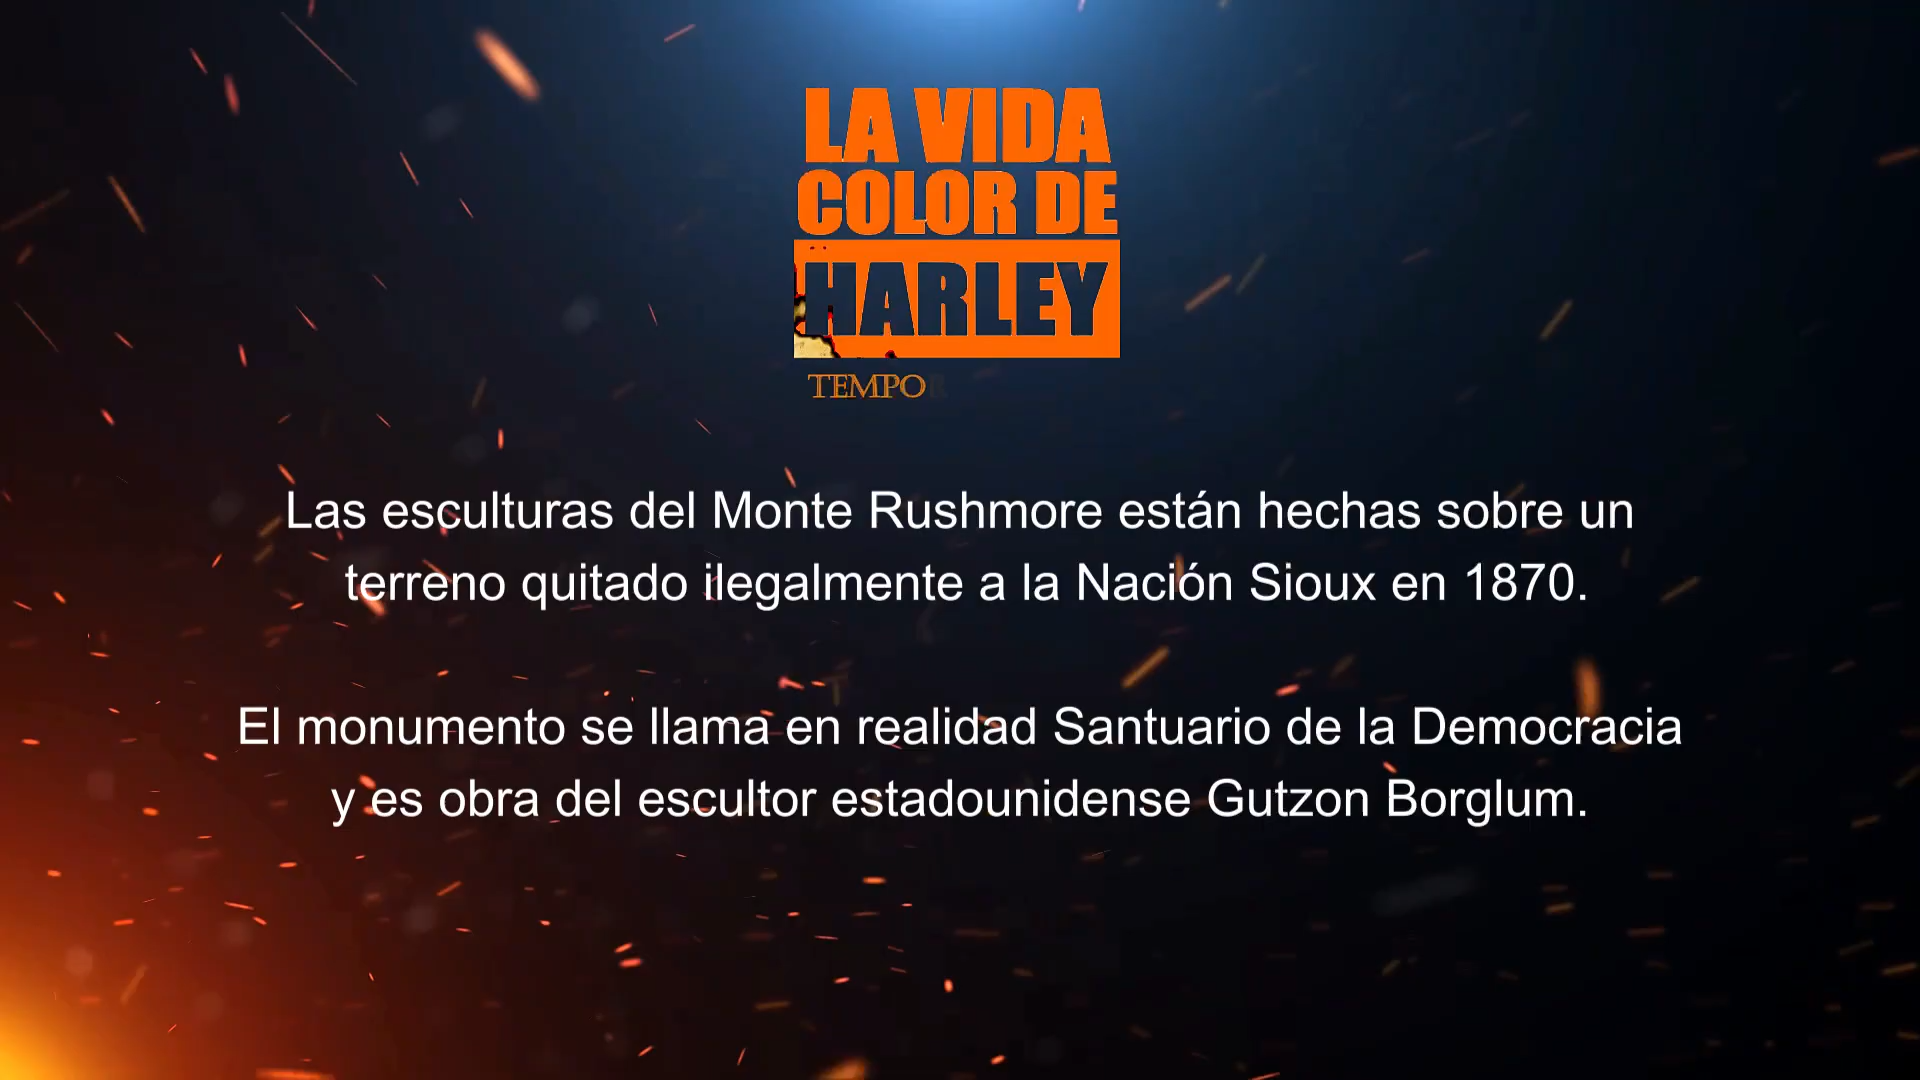 LA VIDA
COLOR DE
HARLEY
TEMPO
Las esculturas del Monte Rushmore están hechas sobre un
terreno quitado ilegalmente a la Nación Sioux en 1870.
El monumento se llama en realidad Santuario de la Democracia
y es obra del escultor estadounidense Gutzon Borglum.